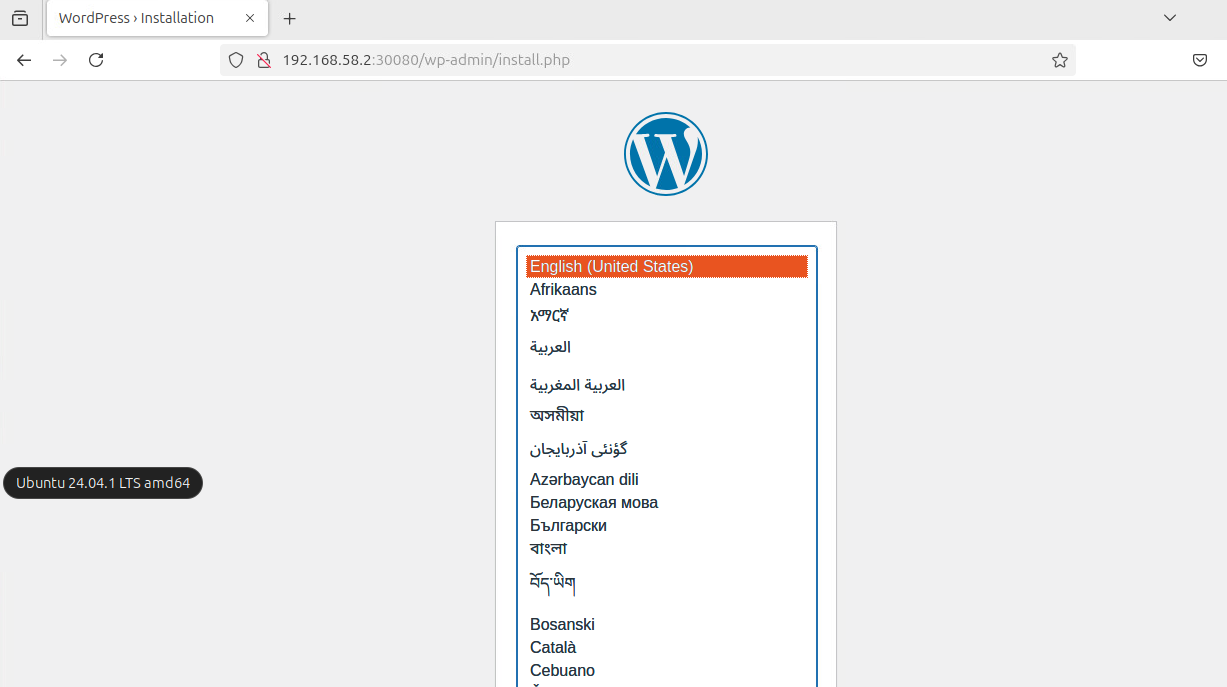 WordPress › Installation
192.168.58.2:30080/wp-admin/install.php
English (United States)
Afrikaans
አማርኛ
العربية
العربية المغربية
অসমীয়া
گؤنئی آذربایجان
Azərbaycan dili
Беларуская мова
Български
বাংলা
བོད་ཡིག
Bosanski
Català
Cebuano
Ubuntu 24.04.1 LTS amd64